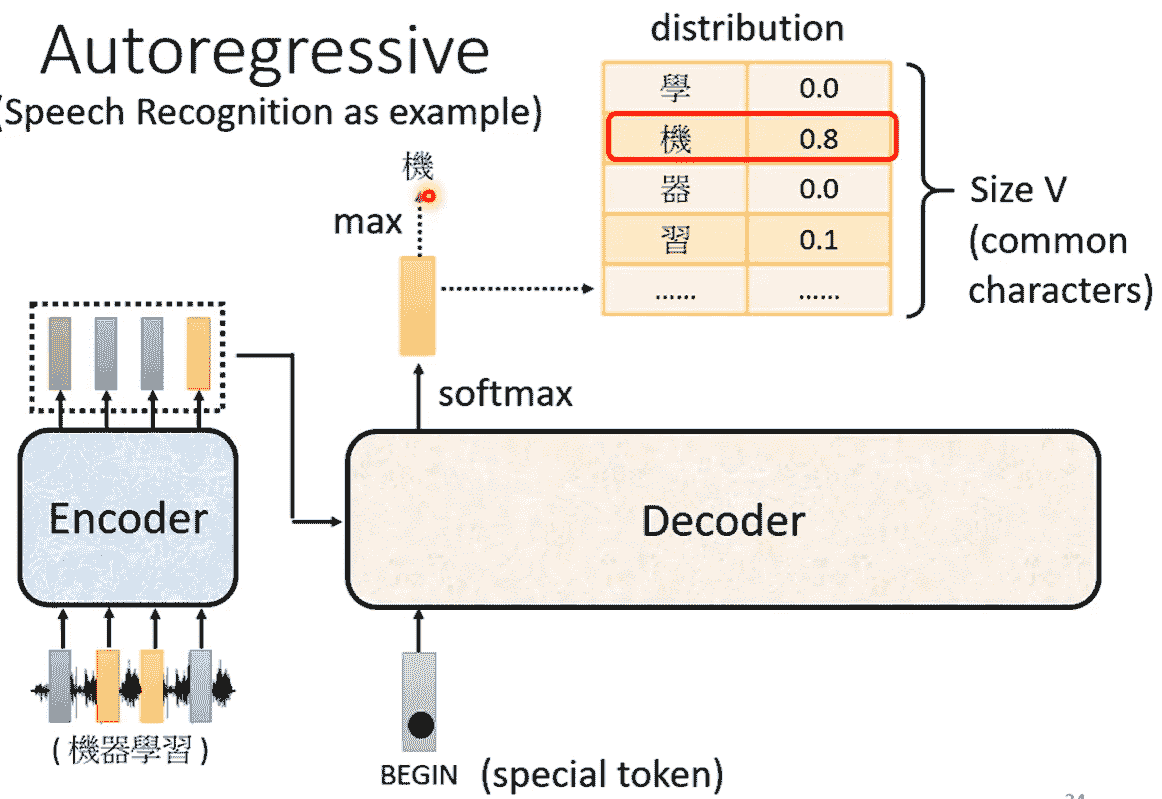 Autoregressive
(Speech Recognition as example)
distribution
學 0.0
機 0.8
器 0.0
習 0.1
...... ......
Size V
(common
characters)
機
max
softmax
Encoder
Decoder
(機器學習)
BEGIN (special token)